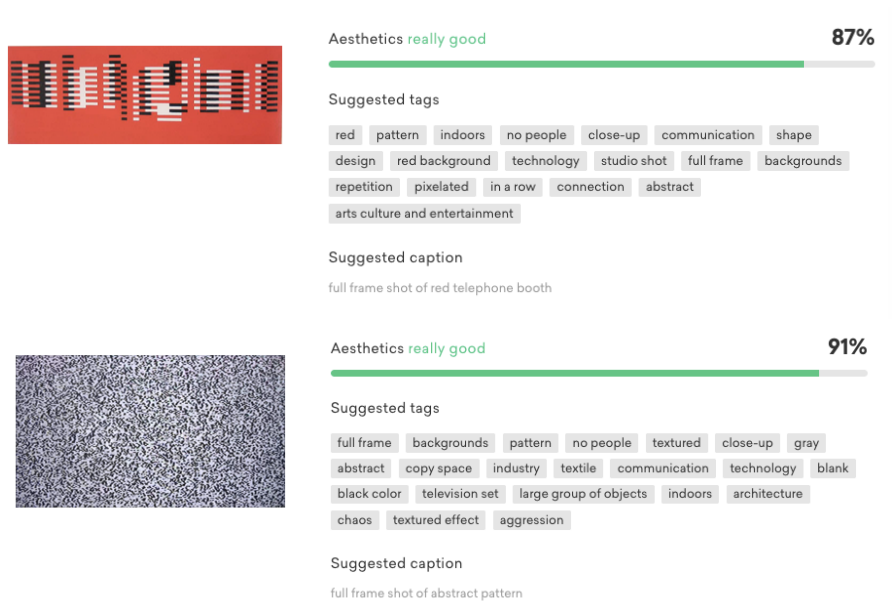 Aesthetics really good 87%
Suggested tags
red pattern indoors no people close-up communication shape
design red background technology studio shot full frame backgrounds
repetition pixelated in a row connection abstract
arts culture and entertainment
Suggested caption
full frame shot of red telephone booth
Aesthetics really good 91%
Suggested tags
full frame backgrounds pattern no people textured close-up gray
abstract copy space industry textile communication technology blank
black color television set large group of objects indoors architecture
chaos textured effect aggression
Suggested caption
full frame shot of abstract pattern